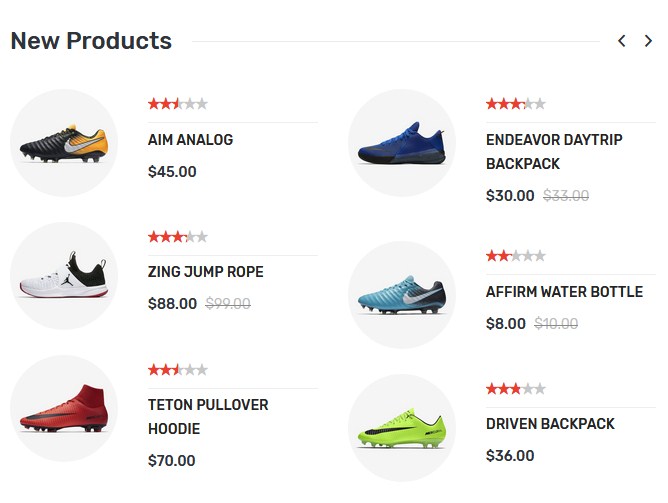 New Products
AIM ANALOG
$45.00
ZING JUMP ROPE
$88.00 $99.00
TETON PULLOVER
HOODIE
$70.00
ENDEAVOR DAYTRIP
BACKPACK
$30.00 $33.00
AFFIRM WATER BOTTLE
$8.00 $10.00
DRIVEN BACKPACK
$36.00